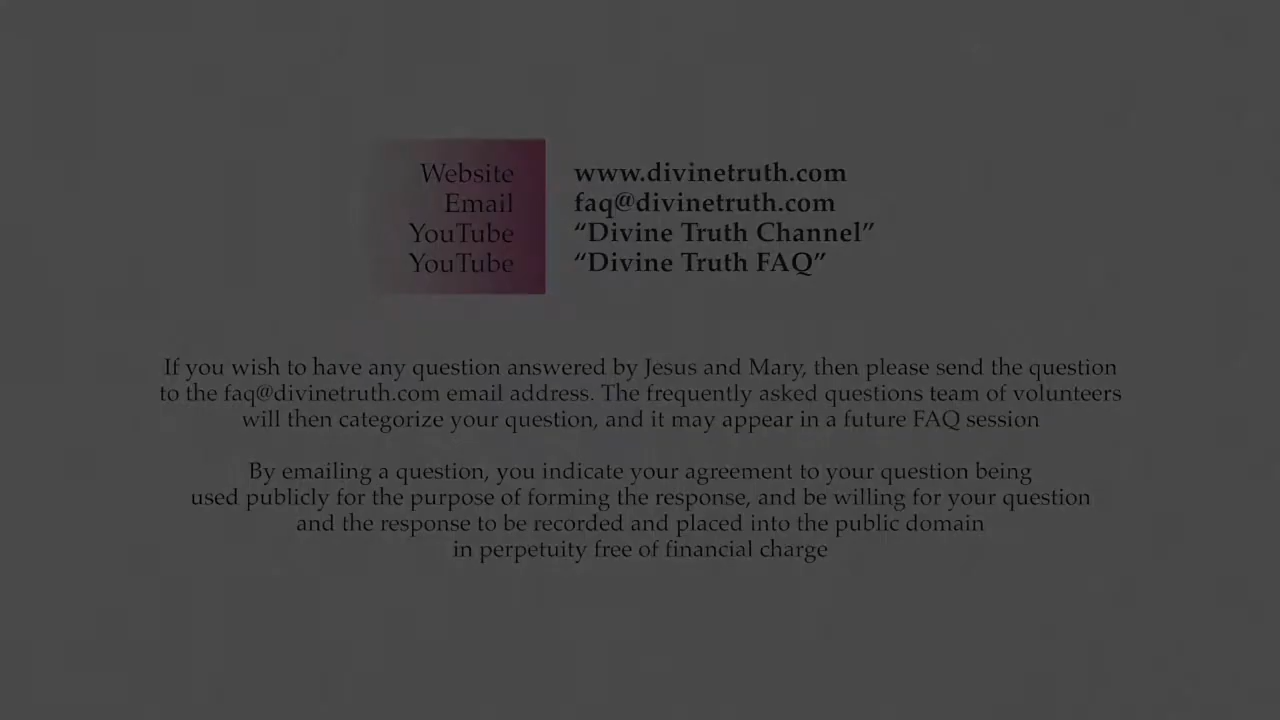 Website www.divinetruth.com
Email faq@divinetruth.com
YouTube “Divine Truth Channel”
YouTube “Divine Truth FAQ”
If you wish to have any question answered by Jesus and Mary, then please send the question
to the faq@divinetruth.com email address. The frequently asked questions team of volunteers
will then categorize your question, and it may appear in a future FAQ session
By emailing a question, you indicate your agreement to your question being
used publicly for the purpose of forming the response, and be willing for your question
and the response to be recorded and placed into the public domain
in perpetuity free of financial charge